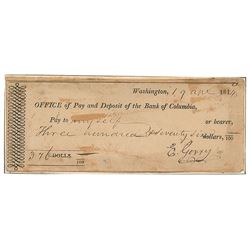 Washington, 19 apr 1814
OFFICE of Pay and Deposit of the Bank of Columbia,
Pay to myself or bearer,
Three hundred & seventy six dollars, /100
376 DOLLS. /100
E. Gerry